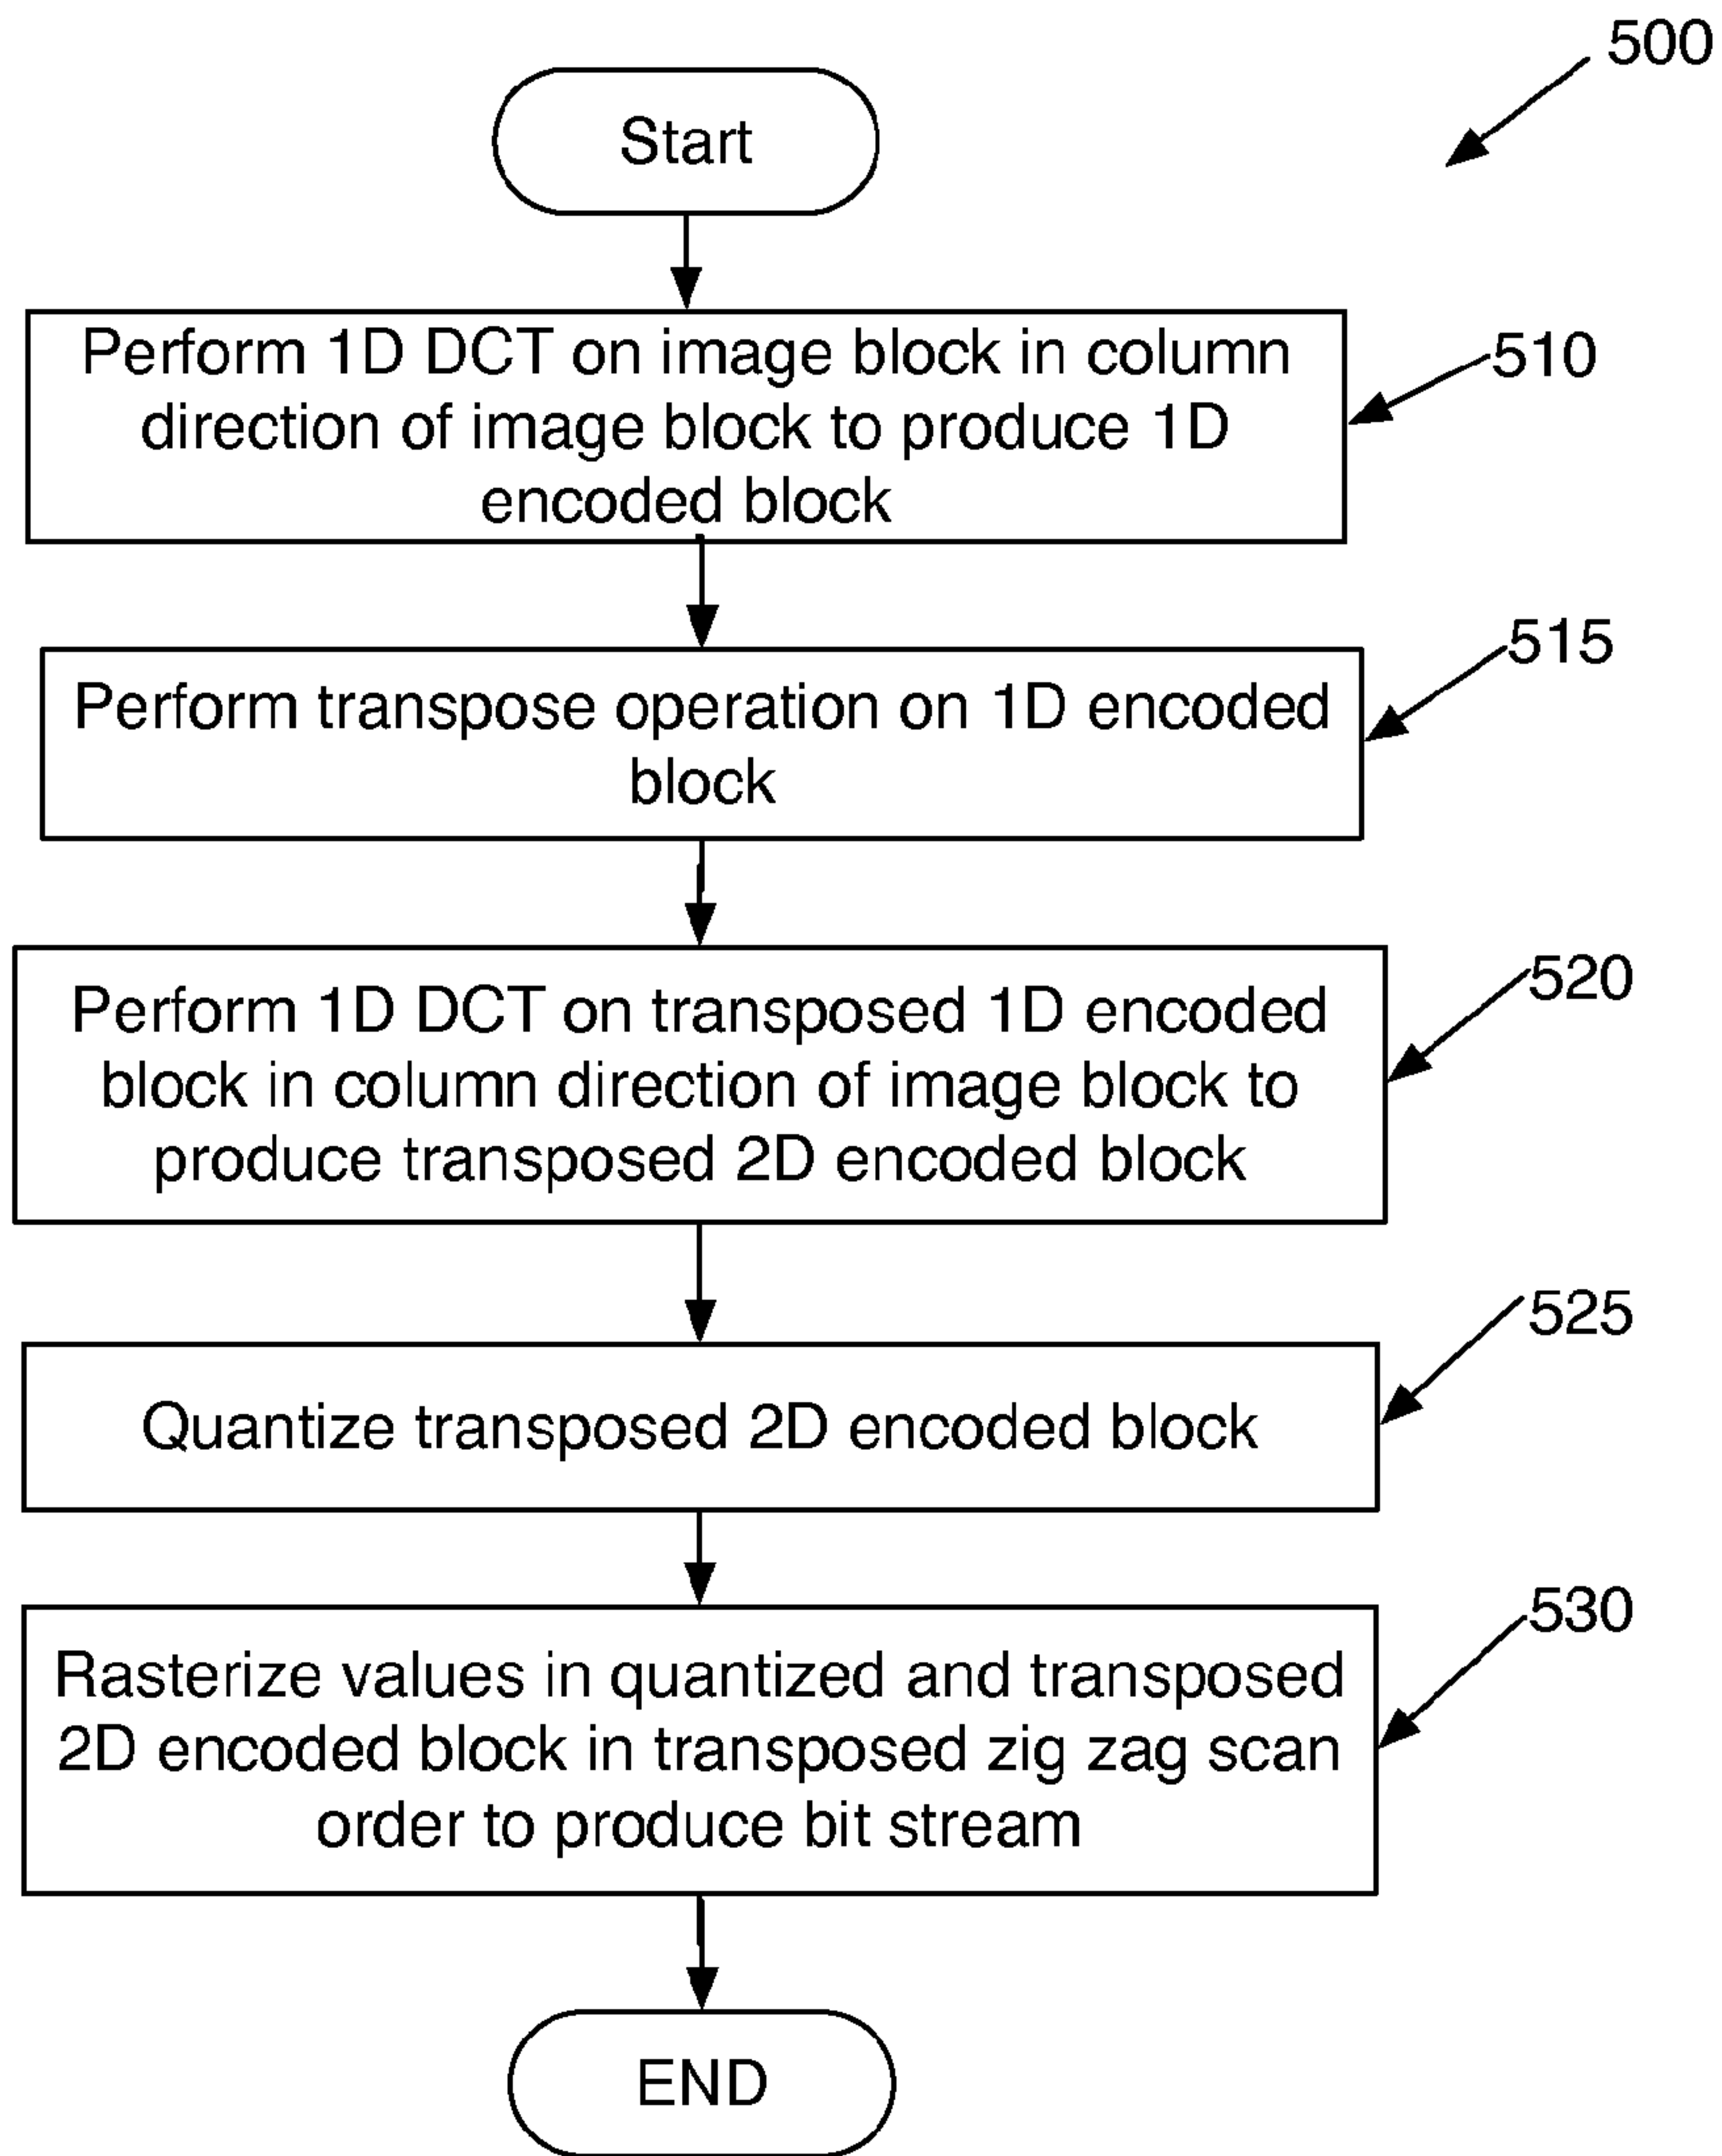 500
Start
Perform 1D DCT on image block in column
direction of image block to produce 1D
encoded block
510
Perform transpose operation on 1D encoded
block
515
Perform 1D DCT on transposed 1D encoded
block in column direction of image block to
produce transposed 2D encoded block
520
Quantize transposed 2D encoded block
525
Rasterize values in quantized and transposed
2D encoded block in transposed zig zag scan
order to produce bit stream
530
END